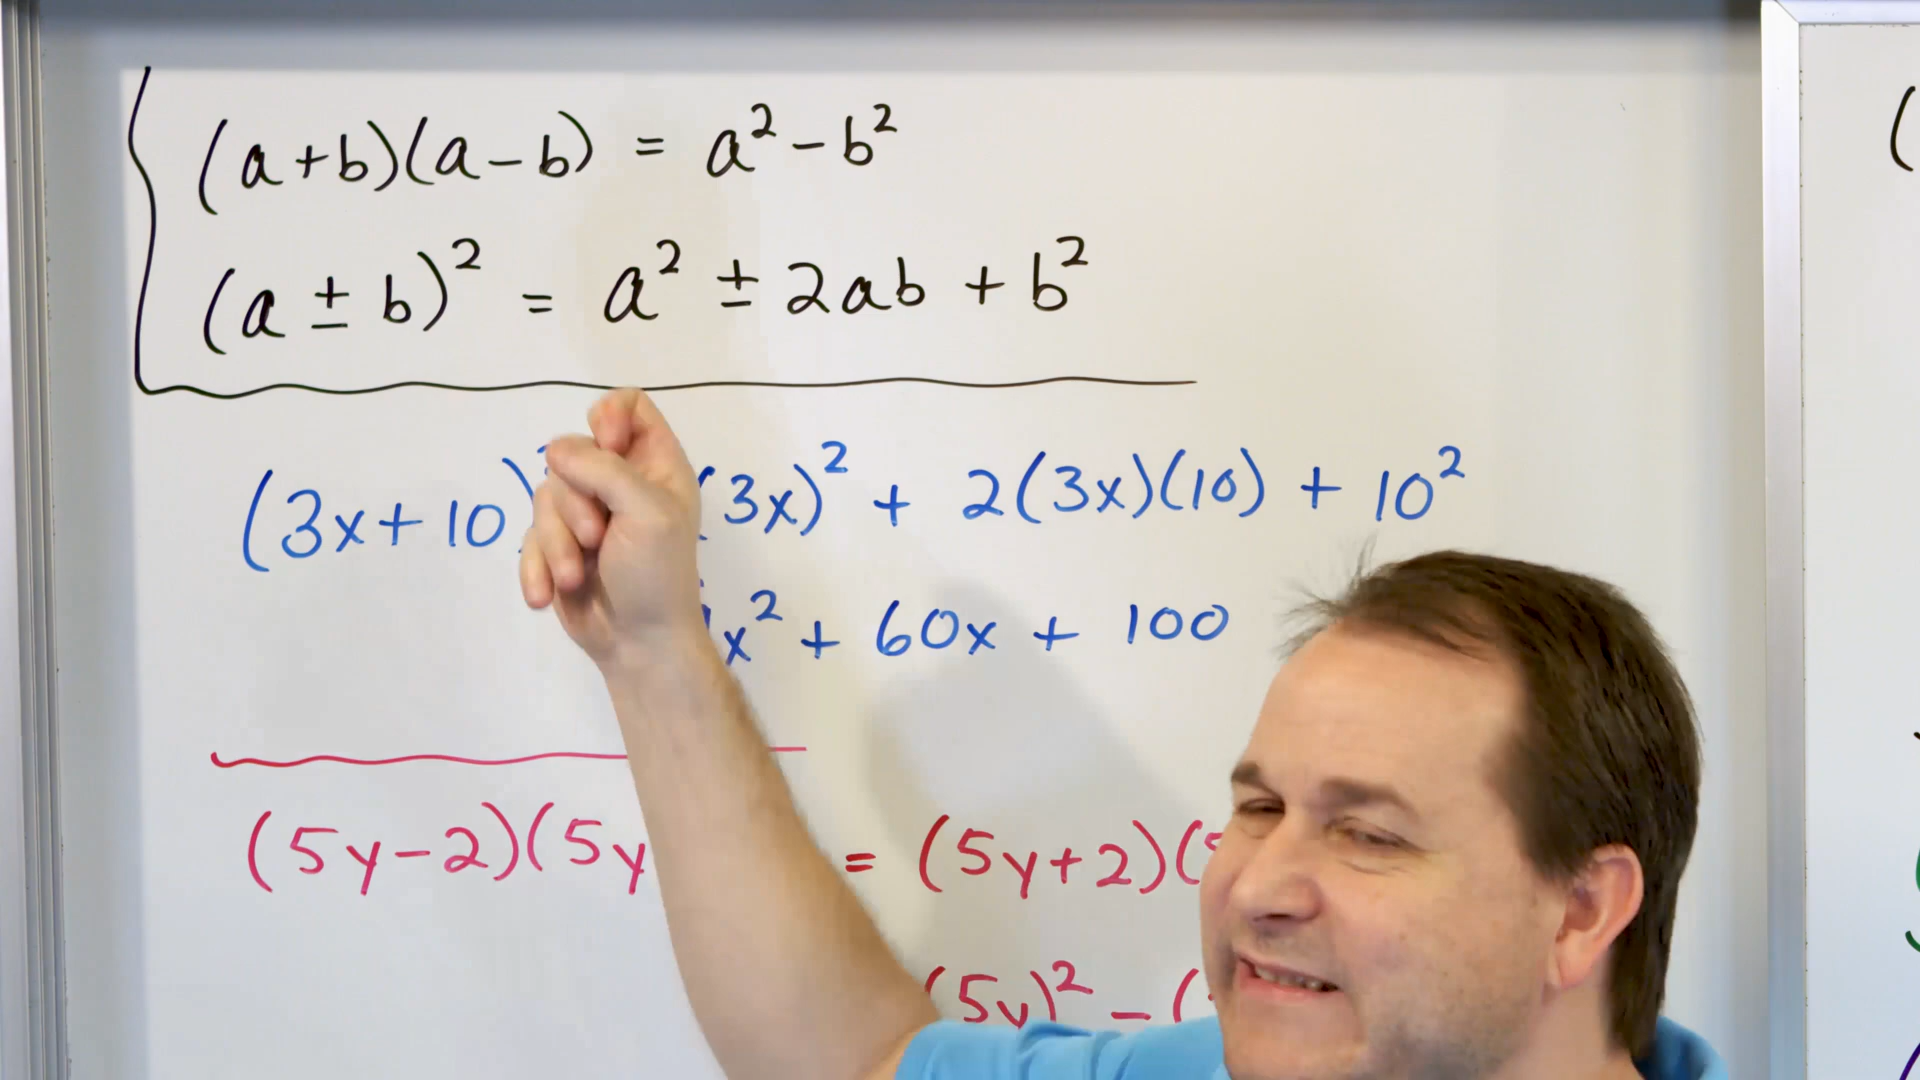 (a+b)(a-b) = a² - b²
(a ± b)² = a² ± 2ab + b²
(3x+10) (3x)² + 2(3x)(10) + 10²
x² + 60x + 100
(5y-2)(5y = (5y+2)(
(5y)² - (